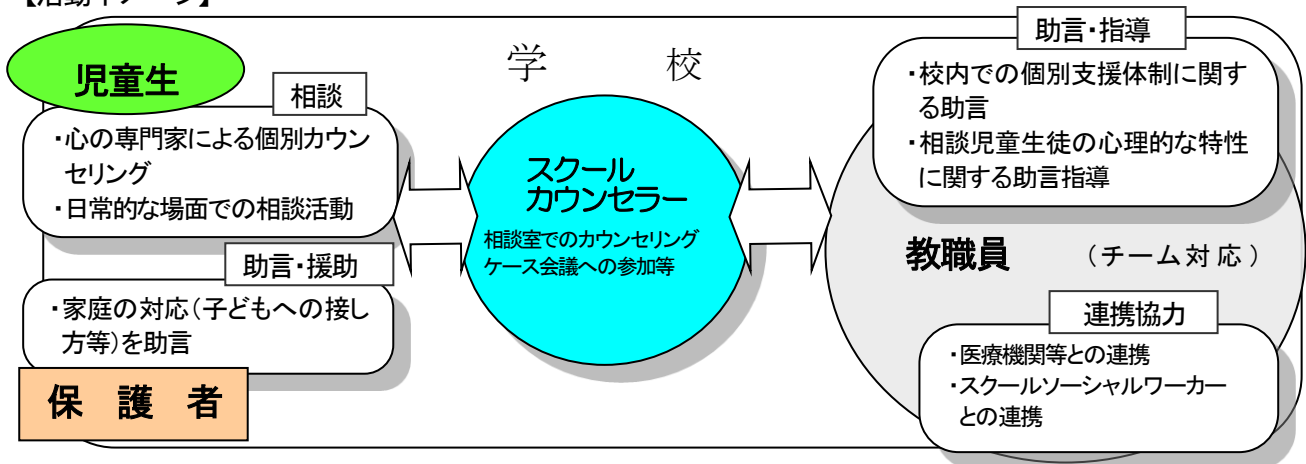 【活動イメージ】
学 校
児童生
相談
・心の専門家による個別カウン
セリング
・日常的な場面での相談活動
助言・援助
・家庭の対応（子どもへの接し
方等）を助言
保 護 者
スクール
カウンセラー
相談室でのカウンセリング
ケース会議への参加等
助言・指導
・校内での個別支援体制に関す
る助言
・相談児童生徒の心理的な特性
に関する助言指導
教職員 （チーム対応）
連携協力
・医療機関等との連携
・スクールソーシャルワーカー
との連携